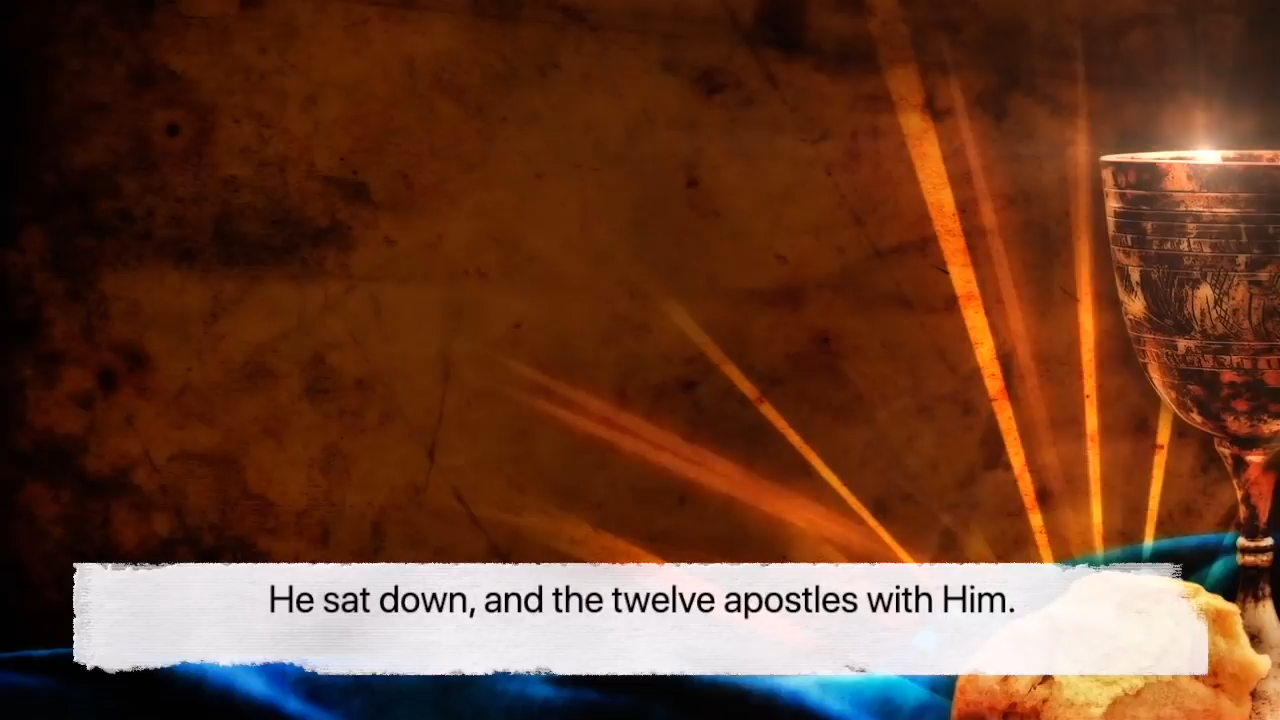 He sat down, and the twelve apostles with Him.